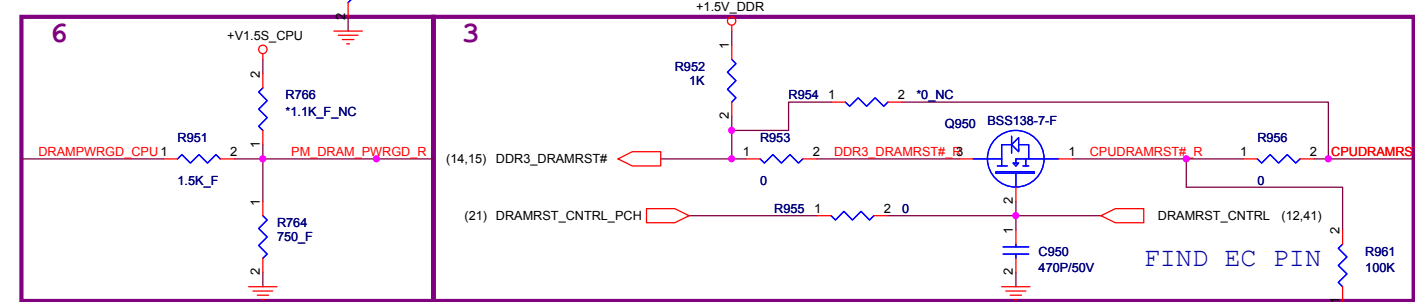 2
+1.5V_DDR
6
+V1.5S_CPU
2
R766
*1.1K_F_NC
R951
1
DRAMPWRGD_CPU 1
2
PM_DRAM_PWRGD_R
1.5K_F
1
R764
750_F
2
3
1
R952
1K
2
R954 1
2 *0_NC
Q950
BSS138-7-F
R953
R956
(14,15) DDR3_DRAMRST#
1
2
DDR3_DRAMRST#_R
3
1
CPUDRAMRST#_R
1
2
CPUDRAMRS
0
0
2
(21) DRAMRST_CNTRL_PCH
R955 1
2 0
DRAMRST_CNTRL (12,41)
1
C950
470P/50V
2
FIND EC PIN
2
R961
100K